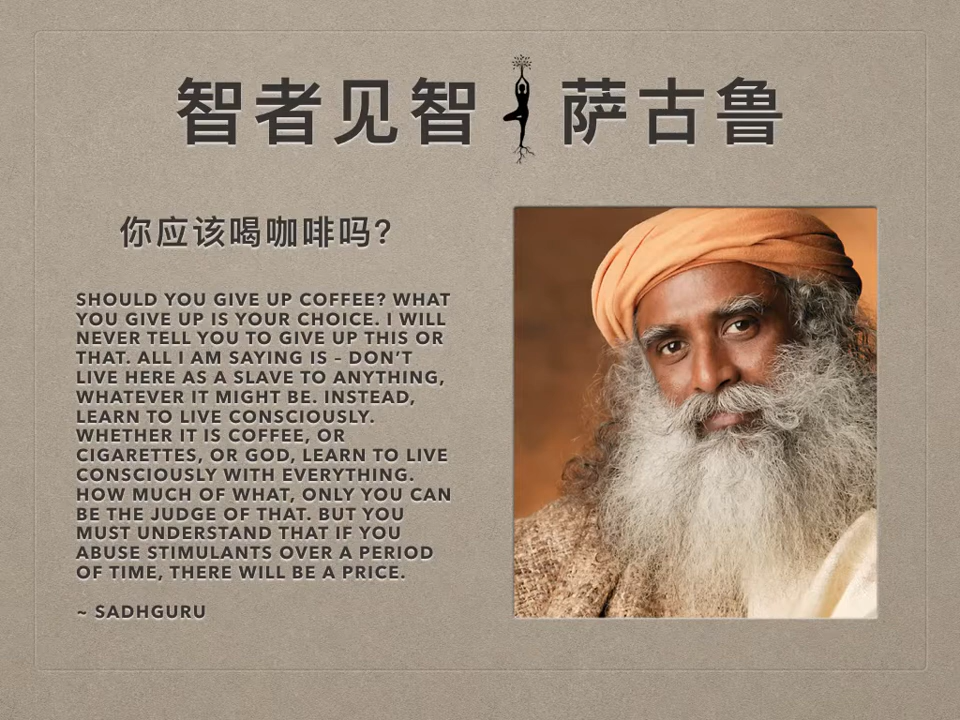 智者见智 萨古鲁
你应该喝咖啡吗?
SHOULD YOU GIVE UP COFFEE? WHAT
YOU GIVE UP IS YOUR CHOICE. I WILL
NEVER TELL YOU TO GIVE UP THIS OR
THAT. ALL I AM SAYING IS – DON'T
LIVE HERE AS A SLAVE TO ANYTHING,
WHATEVER IT MIGHT BE. INSTEAD,
LEARN TO LIVE CONSCIOUSLY.
WHETHER IT IS COFFEE, OR
CIGARETTES, OR GOD, LEARN TO LIVE
CONSCIOUSLY WITH EVERYTHING.
HOW MUCH OF WHAT, ONLY YOU CAN
BE THE JUDGE OF THAT. BUT YOU
MUST UNDERSTAND THAT IF YOU
ABUSE STIMULANTS OVER A PERIOD
OF TIME, THERE WILL BE A PRICE.
~ SADHGURU